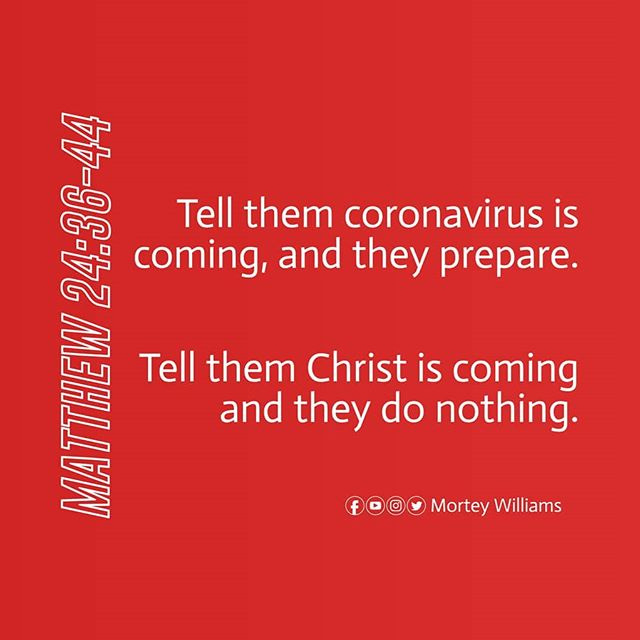 MATTHEW 24:36-44
Tell them coronavirus is
coming, and they prepare.
Tell them Christ is coming
and they do nothing.
Mortey Williams